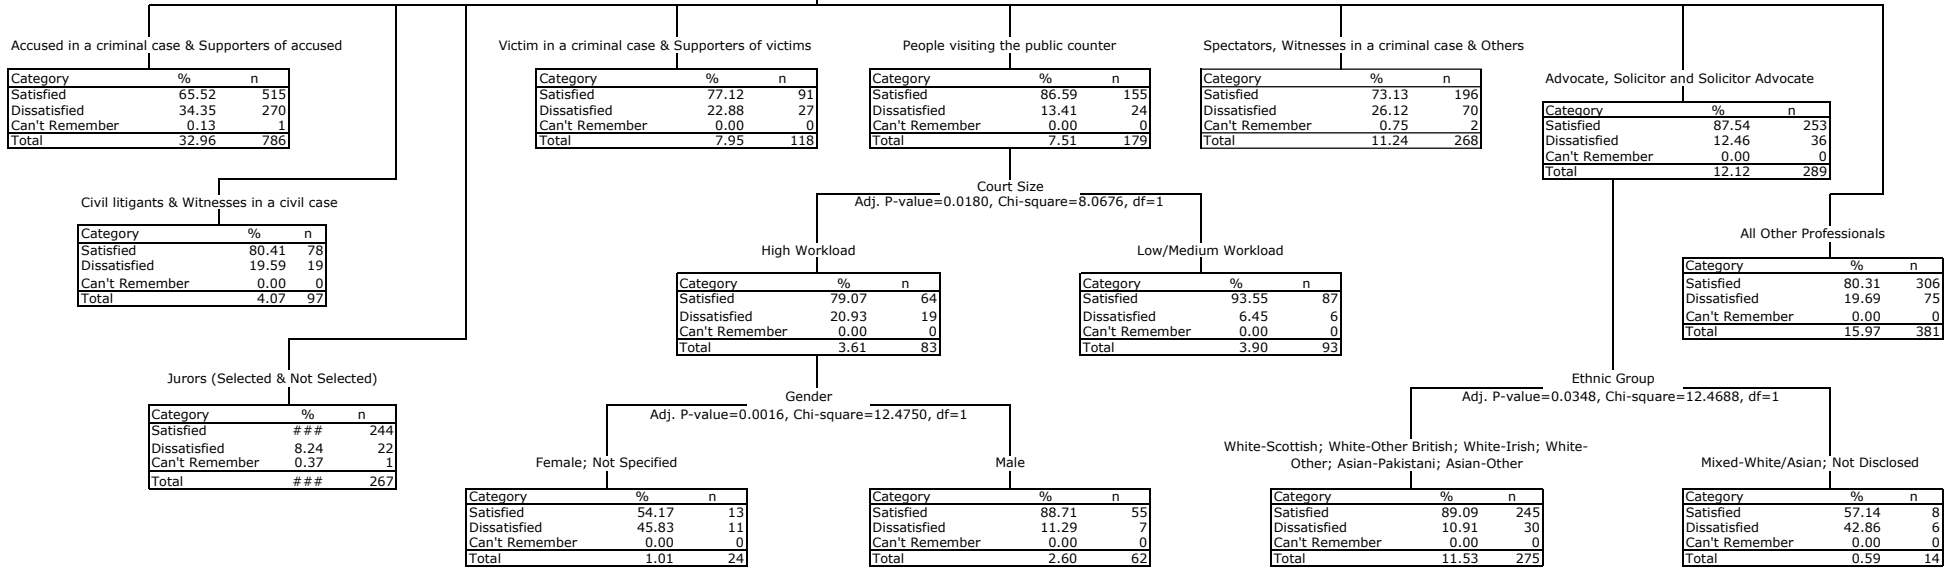 Accused in a criminal case & Supporters of accused
Category % n
Satisfied 65.52 515
Dissatisfied 34.35 270
Can't Remember 0.13 1
Total 32.96 786
Victim in a criminal case & Supporters of victims
Category % n
Satisfied 77.12 91
Dissatisfied 22.88 27
Can't Remember 0.00 0
Total 7.95 118
People visiting the public counter
Category % n
Satisfied 86.59 155
Dissatisfied 13.41 24
Can't Remember 0.00 0
Total 7.51 179
Spectators, Witnesses in a criminal case & Others
Category % n
Satisfied 73.13 196
Dissatisfied 26.12 70
Can't Remember 0.75 2
Total 11.24 268
Advocate, Solicitor and Solicitor Advocate
Category % n
Satisfied 87.54 253
Dissatisfied 12.46 36
Can't Remember 0.00 0
Total 12.12 289
Civil litigants & Witnesses in a civil case
Category % n
Satisfied 80.41 78
Dissatisfied 19.59 19
Can't Remember 0.00 0
Total 4.07 97
Court Size
Adj. P-value=0.0180, Chi-square=8.0676, df=1
High Workload
Category % n
Satisfied 79.07 64
Dissatisfied 20.93 19
Can't Remember 0.00 0
Total 3.61 83
Low/Medium Workload
Category % n
Satisfied 93.55 87
Dissatisfied 6.45 6
Can't Remember 0.00 0
Total 3.90 93
All Other Professionals
Category % n
Satisfied 80.31 306
Dissatisfied 19.69 75
Can't Remember 0.00 0
Total 15.97 381
Jurors (Selected & Not Selected)
Category % n
Satisfied ### 244
Dissatisfied 8.24 22
Can't Remember 0.37 1
Total ### 267
Gender
Adj. P-value=0.0016, Chi-square=12.4750, df=1
Ethnic Group
Adj. P-value=0.0348, Chi-square=12.4688, df=1
Female; Not Specified
Category % n
Satisfied 54.17 13
Dissatisfied 45.83 11
Can't Remember 0.00 0
Total 1.01 24
Male
Category % n
Satisfied 88.71 55
Dissatisfied 11.29 7
Can't Remember 0.00 0
Total 2.60 62
White-Scottish; White-Other British; White-Irish; White-
Other; Asian-Pakistani; Asian-Other
Category % n
Satisfied 89.09 245
Dissatisfied 10.91 30
Can't Remember 0.00 0
Total 11.53 275
Mixed-White/Asian; Not Disclosed
Category % n
Satisfied 57.14 8
Dissatisfied 42.86 6
Can't Remember 0.00 0
Total 0.59 14